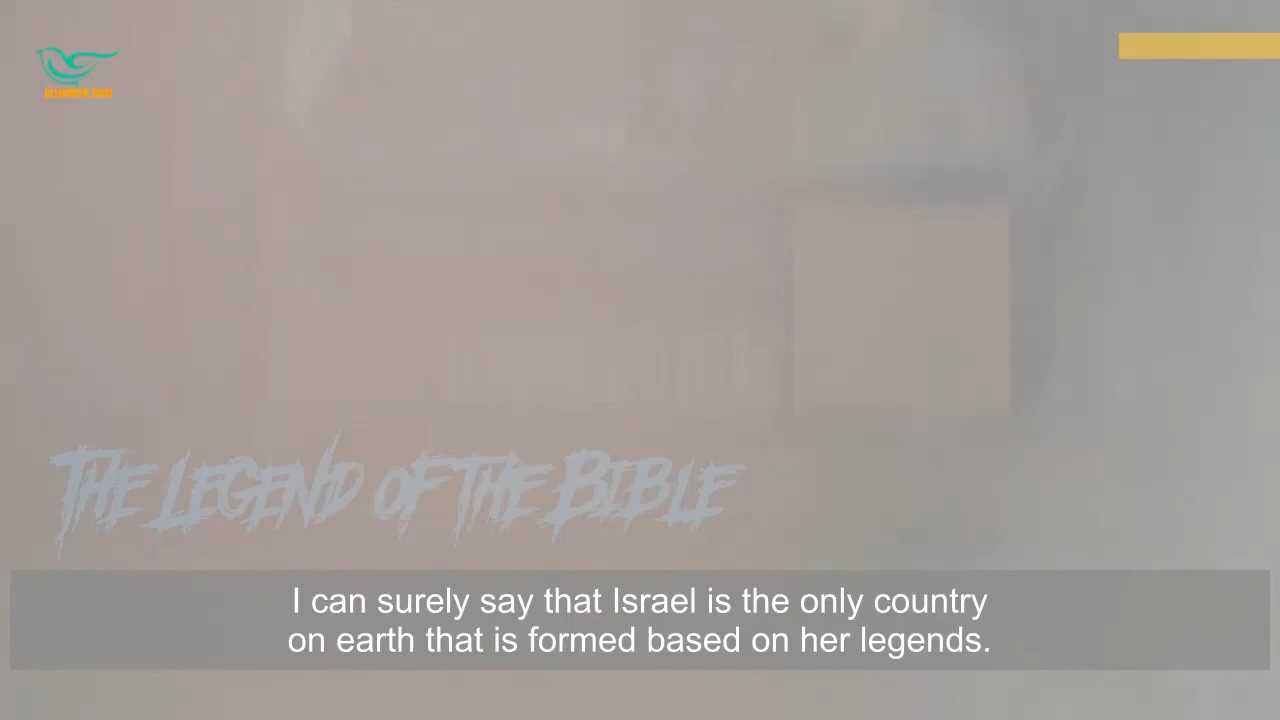 The Legend of the Bible
I can surely say that Israel is the only country
on earth that is formed based on her legends.